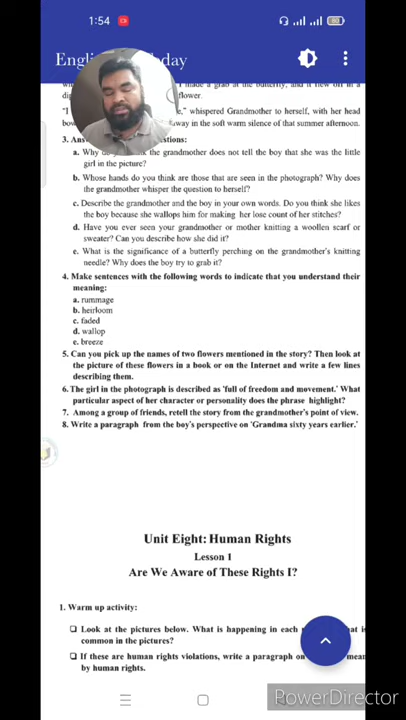 1:54
80
English
day
I made a grab at the butterfly, and it flew off in a
flower.
"I
," whispered Grandmother to herself, with her head
away in the soft warm silence of that summer afternoon.
3. Ans
stions:
a. Why do
k the grandmother does not tell the boy that she was the little
girl in the picture?
b. Whose hands do you think are those that are seen in the photograph? Why does
the grandmother whisper the question to herself?
c. Describe the grandmother and the boy in your own words. Do you think she likes
the boy because she wallops him for making her lose count of her stitches?
d. Have you ever seen your grandmother or mother knitting a woollen scarf or
sweater? Can you describe how she did it?
e. What is the significance of a butterfly perching on the grandmother's knitting
needle? Why does the boy try to grab it?
4. Make sentences with the following words to indicate that you understand their
meaning:
a. rummage
b. heirloom
c. faded
d. wallop
e. breeze
5. Can you pick up the names of two flowers mentioned in the story? Then look at
the picture of these flowers in a book or on the Internet and write a few lines
describing them.
6. The girl in the photograph is described as 'full of freedom and movement.' What
particular aspect of her character or personality does the phrase highlight?
7. Among a group of friends, retell the story from the grandmother's point of view.
8. Write a paragraph from the boy's perspective on 'Grandma sixty years earlier.'
Unit Eight: Human Rights
Lesson 1
Are We Aware of These Rights I?
1. Warm up activity:
❑ Look at the pictures below. What is happening in each
at is
common in the pictures?
❑ If these are human rights violations, write a paragraph on
mean
by human rights.
PowerDirector